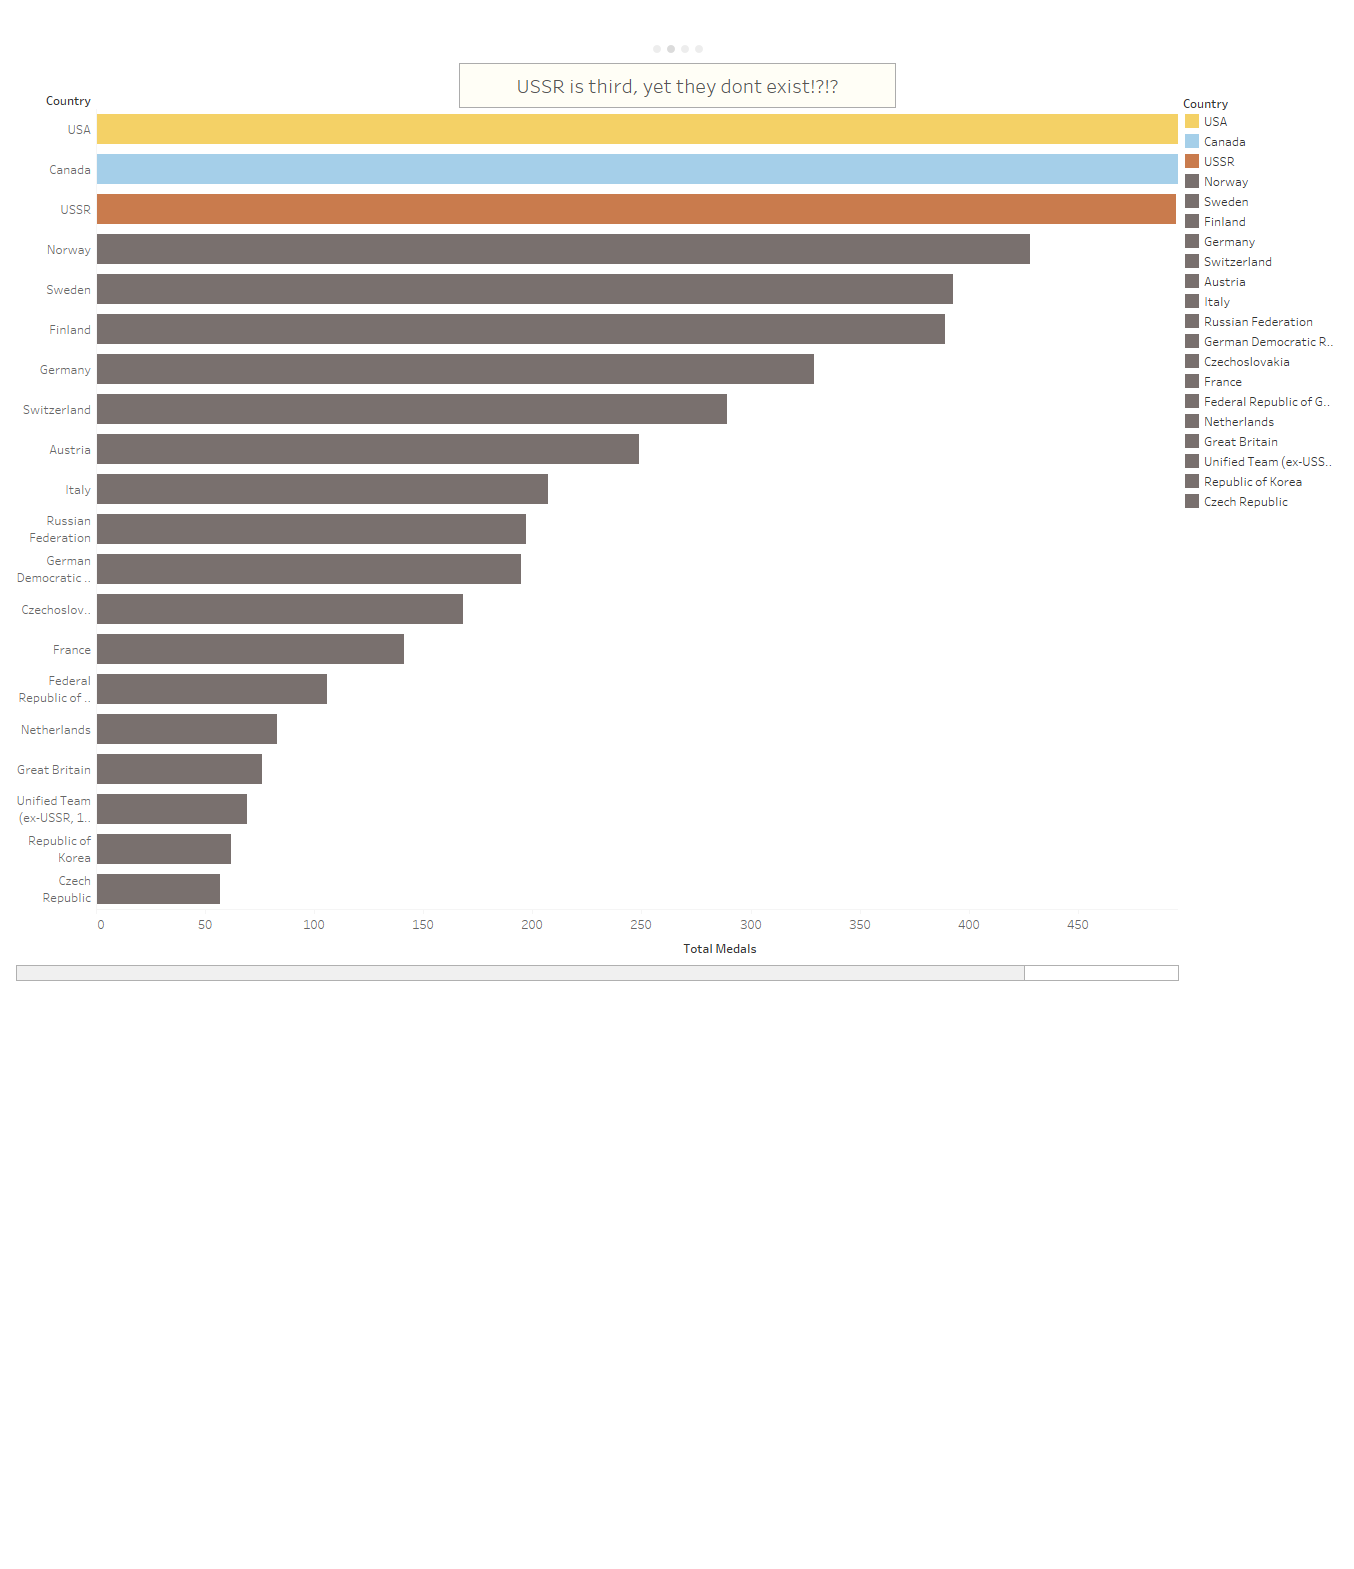 USSR is third, yet they dont exist!?!?
Country
USA
Canada
USSR
Norway
Sweden
Finland
Germany
Switzerland
Austria
Italy
Russian
Federation
German
Democratic ..
Czechoslov..
France
Federal
Republic of ..
Netherlands
Great Britain
Unified Team
(ex-USSR, 1..
Republic of
Korea
Czech
Republic
0 50 100 150 200 250 300 350 400 450
Total Medals
Country
USA
Canada
USSR
Norway
Sweden
Finland
Germany
Switzerland
Austria
Italy
Russian Federation
German Democratic R..
Czechoslovakia
France
Federal Republic of G..
Netherlands
Great Britain
Unified Team (ex-USS..
Republic of Korea
Czech Republic